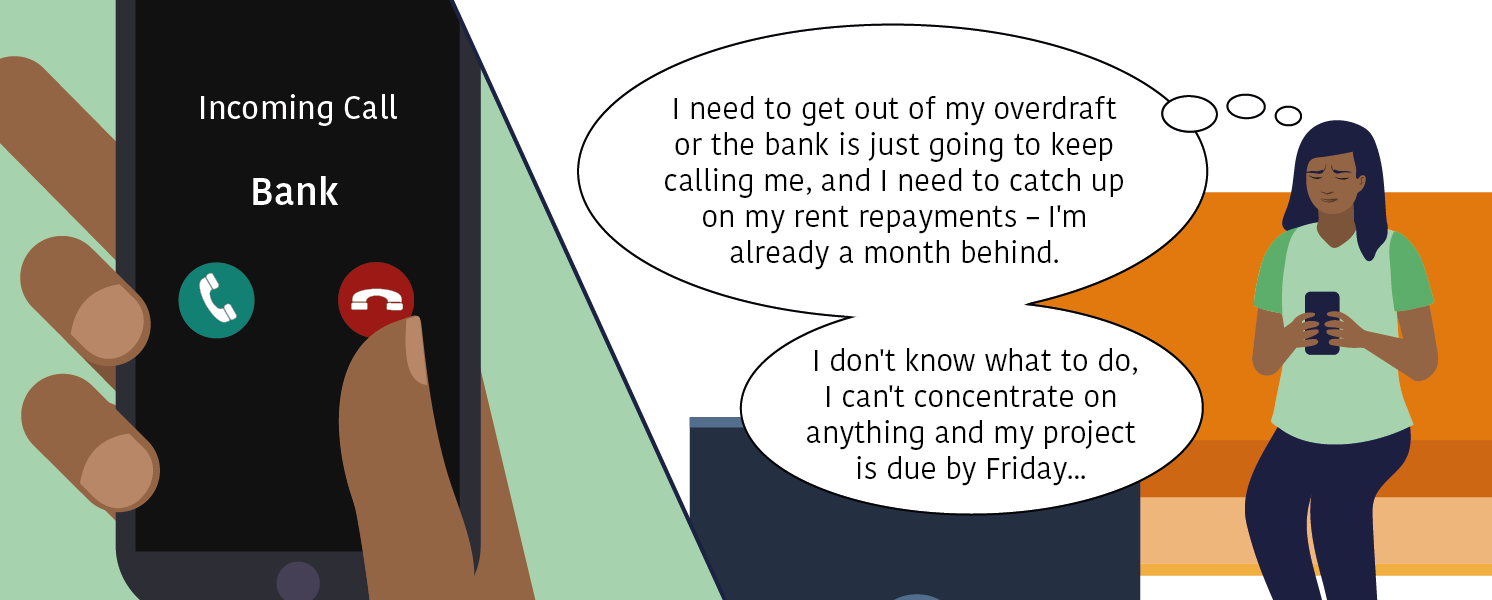 Incoming Call
Bank
I need to get out of my overdraft
or the bank is just going to keep
calling me, and I need to catch up
on my rent repayments – I'm
already a month behind.
I don't know what to do,
I can't concentrate on
anything and my project
is due by Friday...